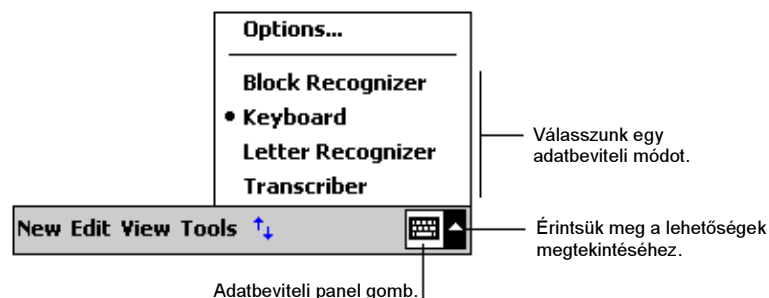 Options...
Block Recognizer
Keyboard
Letter Recognizer
Transcriber
Válasszunk egy
adatbeviteli módot.
New Edit View Tools
Érintsük meg a lehetőségek
megtekintéséhez.
Adatbeviteli panel gomb.